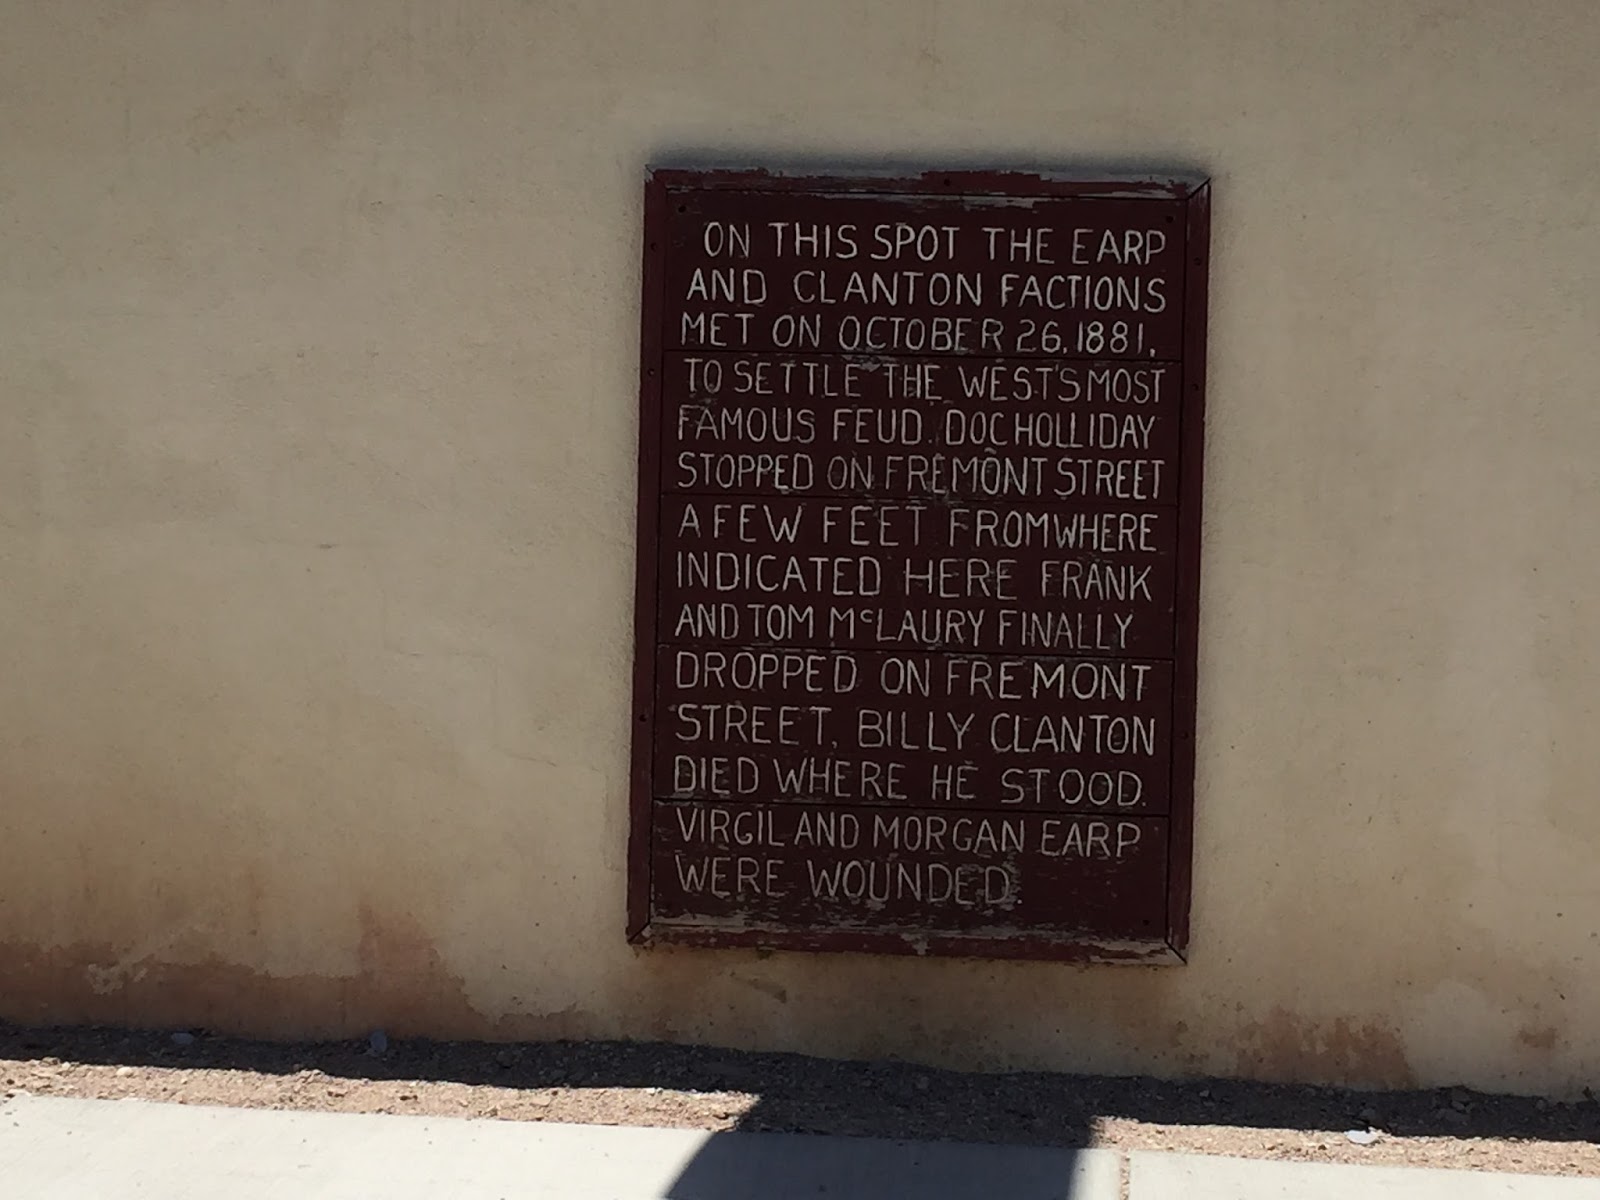 ON THIS SPOT THE EARP
AND CLANTON FACTIONS
MET ON OCTOBER 26, 1881,
TO SETTLE THE WEST'S MOST
FAMOUS FEUD. DOC HOLLIDAY
STOPPED ON FREMONT STREET
A FEW FEET FROM WHERE
INDICATED HERE FRANK
AND TOM McLAURY FINALLY
DROPPED ON FREMONT
STREET. BILLY CLANTON
DIED WHERE HE STOOD.
VIRGIL AND MORGAN EARP
WERE WOUNDED.